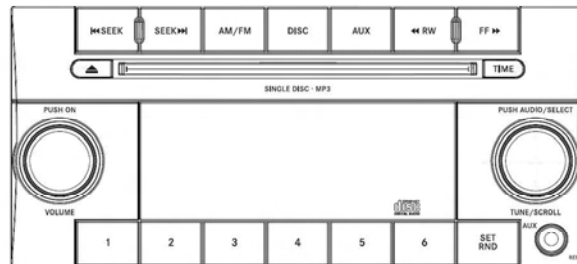 ⏮ SEEK
SEEK ⏭
AM/FM
DISC
AUX
◀◀ RW
FF ▶▶
TIME
SINGLE DISC · MP3
PUSH ON
PUSH AUDIO/SELECT
disc
VOLUME
TUNE/SCROLL
1
2
3
4
5
6
SET
RND
AUX